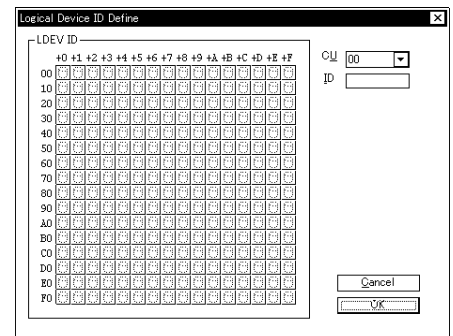 Logical Device ID Define
LDEV ID
+0 +1 +2 +3 +4 +5 +6 +7 +8 +9 +A +B +C +D +E +F
00
10
20
30
40
50
60
70
80
90
A0
B0
C0
D0
E0
F0
CU 00
ID
Cancel
OK